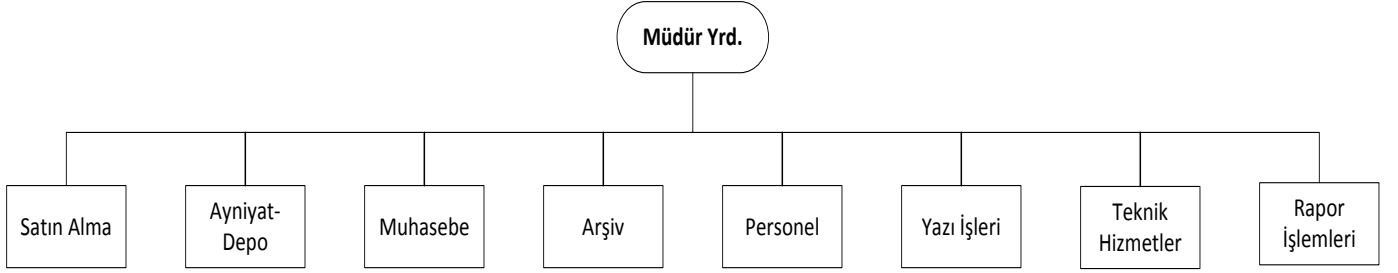 Müdür Yrd.
Satın Alma
Ayniyat-
Depo
Muhasebe
Arşiv
Personel
Yazı İşleri
Teknik
Hizmetler
Rapor
İşlemleri